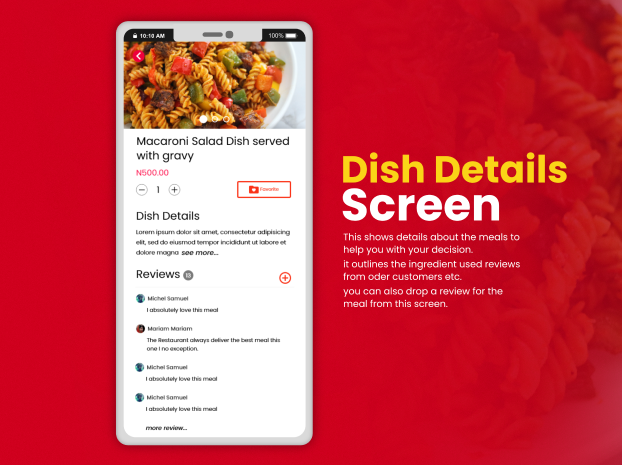 10:10 AM
100%
Macaroni Salad Dish served
with gravy
N500.00
1
Favorite
Dish Details
Lorem ipsum dolor sit amet, consectetur adipisicing
elit, sed do eiusmod tempor incididunt ut labore et
dolore magna see more...
Reviews 13
Michel Samuel
I absolutely love this meal
Mariam Mariam
The Restaurant always deliver the best meal this
one I no exception.
Michel Samuel
I absolutely love this meal
Michel Samuel
I absolutely love this meal
more review...
Dish Details
Screen
This shows details about the meals to
help you with your decision.
it outlines the ingredient used reviews
from oder customers etc.
you can also drop a review for the
meal from this screen.